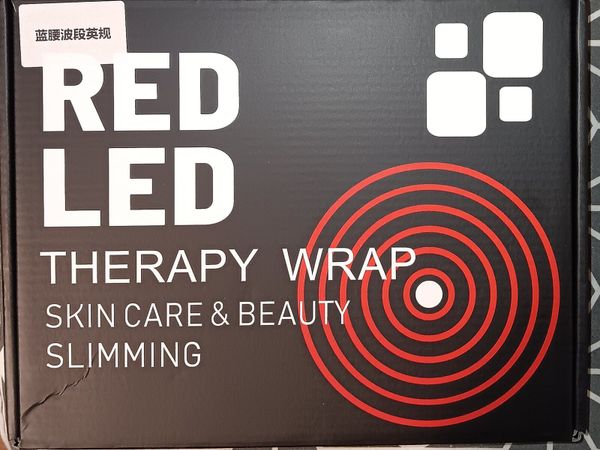 蓝腰波段英规
RED
LED
THERAPY WRAP
SKIN CARE & BEAUTY
SLIMMING